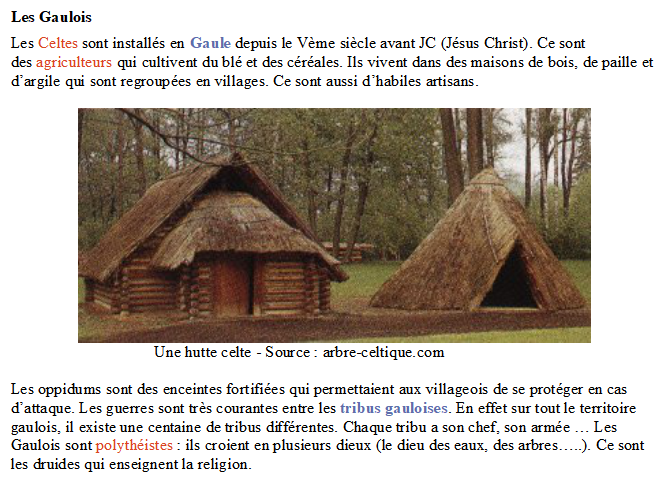 Les Gaulois
Les Celtes sont installés en Gaule depuis le Vème siècle avant JC (Jésus Christ). Ce sont
des agriculteurs qui cultivent du blé et des céréales. Ils vivent dans des maisons de bois, de paille et
d'argile qui sont regroupées en villages. Ce sont aussi d'habiles artisans.
Une hutte celte - Source : arbre-celtique.com
Les oppidums sont des enceintes fortifiées qui permettaient aux villageois de se protéger en cas
d'attaque. Les guerres sont très courantes entre les tribus gauloises. En effet sur tout le territoire
gaulois, il existe une centaine de tribus différentes. Chaque tribu a son chef, son armée … Les
Gaulois sont polythéistes : ils croient en plusieurs dieux (le dieu des eaux, des arbres…..). Ce sont
les druides qui enseignent la religion.